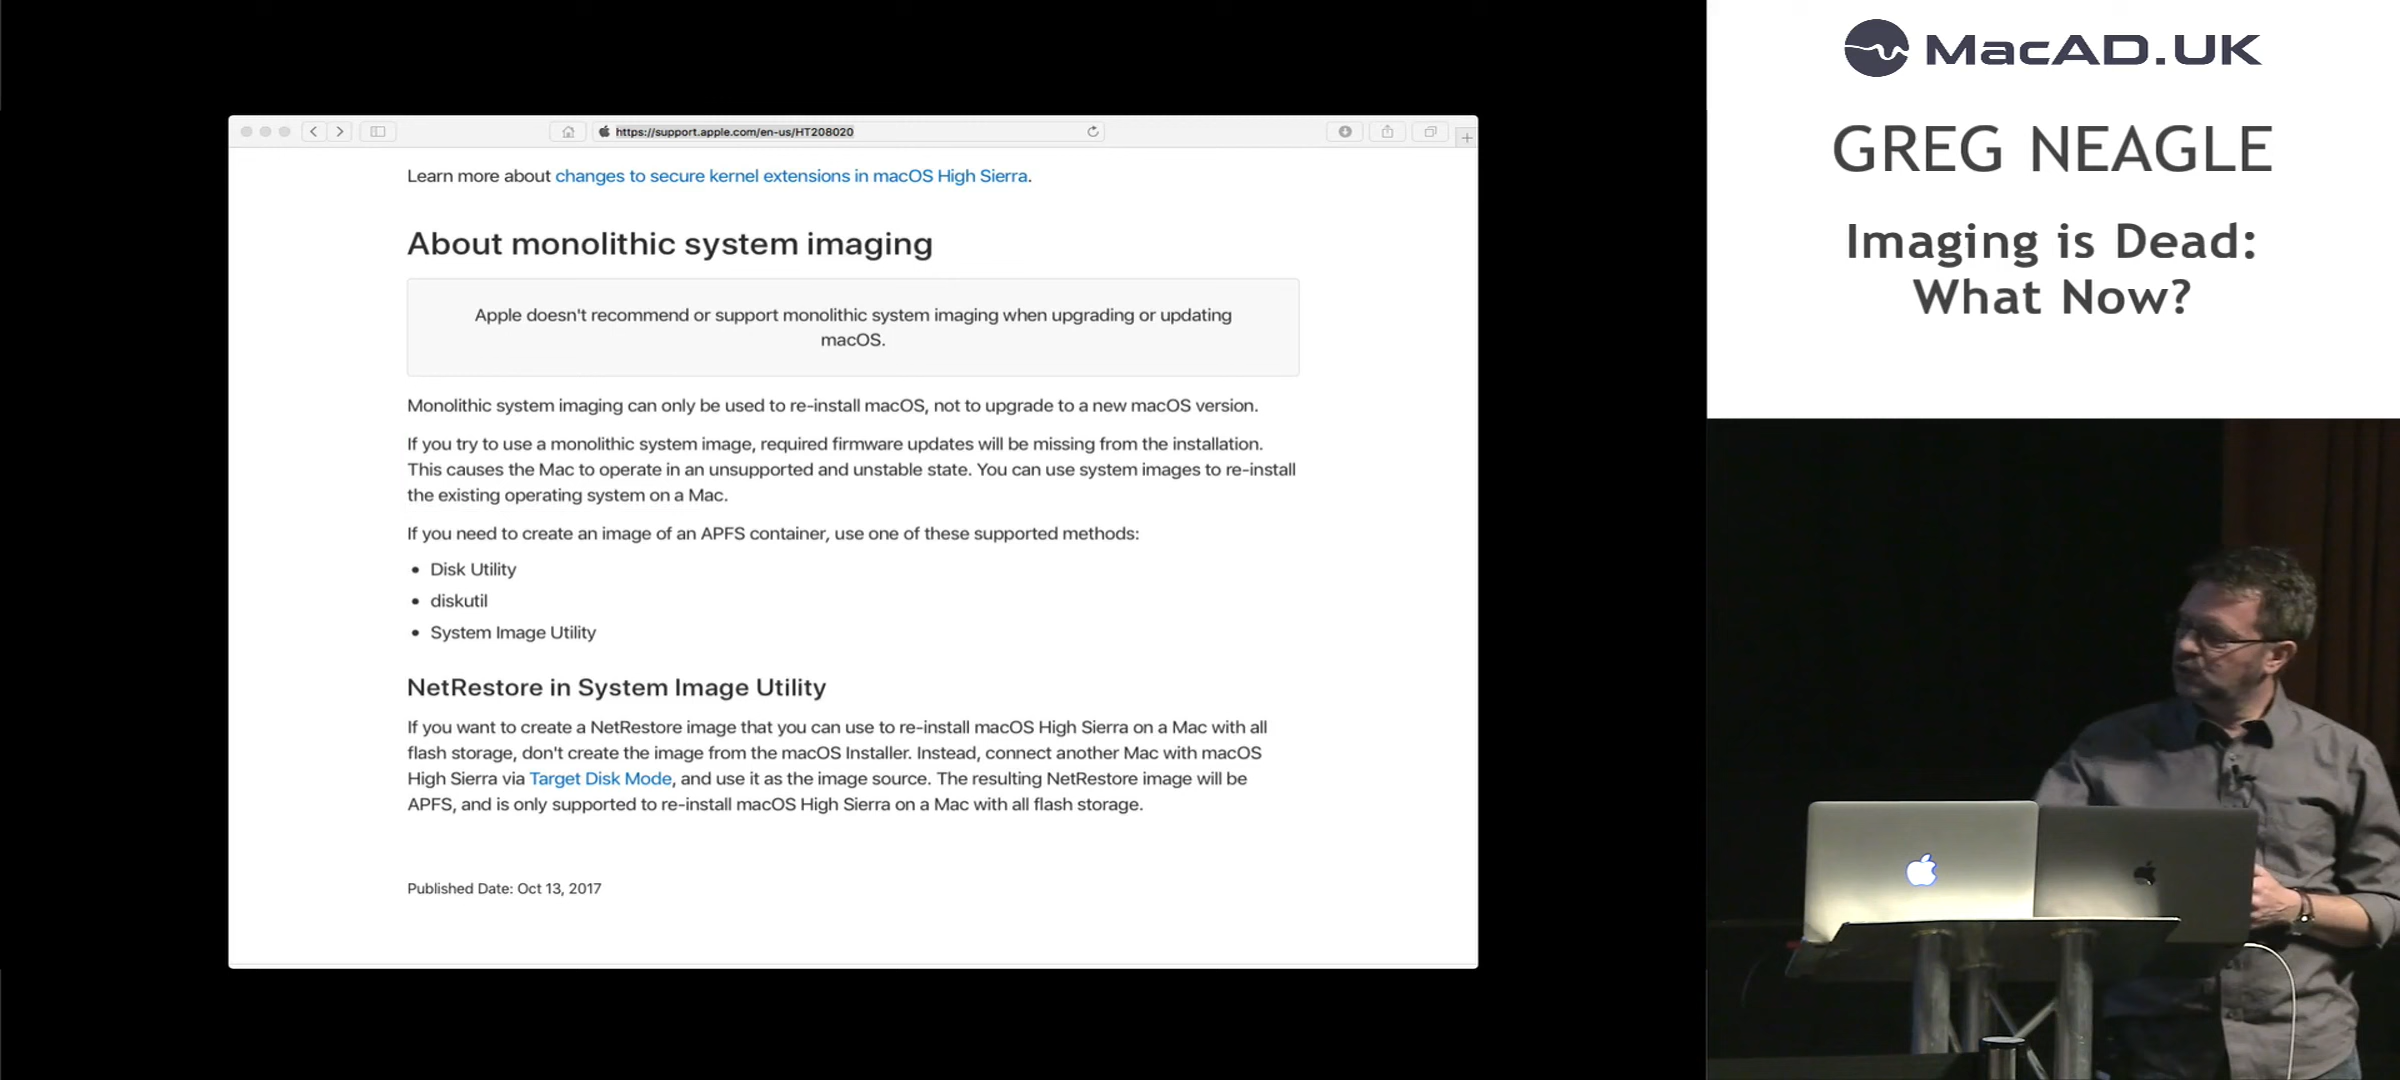 https://support.apple.com/en-us/HT208020
Learn more about changes to secure kernel extensions in macOS High Sierra.
About monolithic system imaging
Apple doesn't recommend or support monolithic system imaging when upgrading or updating
macOS.
Monolithic system imaging can only be used to re-install macOS, not to upgrade to a new macOS version.
If you try to use a monolithic system image, required firmware updates will be missing from the installation.
This causes the Mac to operate in an unsupported and unstable state. You can use system images to re-install
the existing operating system on a Mac.
If you need to create an image of an APFS container, use one of these supported methods:
• Disk Utility
• diskutil
• System Image Utility
NetRestore in System Image Utility
If you want to create a NetRestore image that you can use to re-install macOS High Sierra on a Mac with all
flash storage, don't create the image from the macOS Installer. Instead, connect another Mac with macOS
High Sierra via Target Disk Mode, and use it as the image source. The resulting NetRestore image will be
APFS, and is only supported to re-install macOS High Sierra on a Mac with all flash storage.
Published Date: Oct 13, 2017
MacAD.UK
GREG NEAGLE
Imaging is Dead:
What Now?